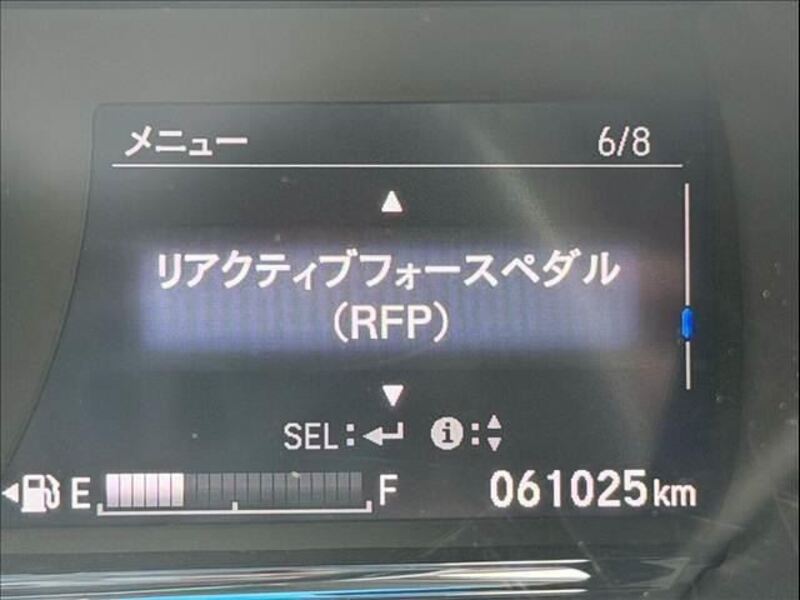 メニュー 6/8
▲
リアクティブフォースペダル
(RFP)
▼
SEL:↵ i:▲▼
E F 061025km